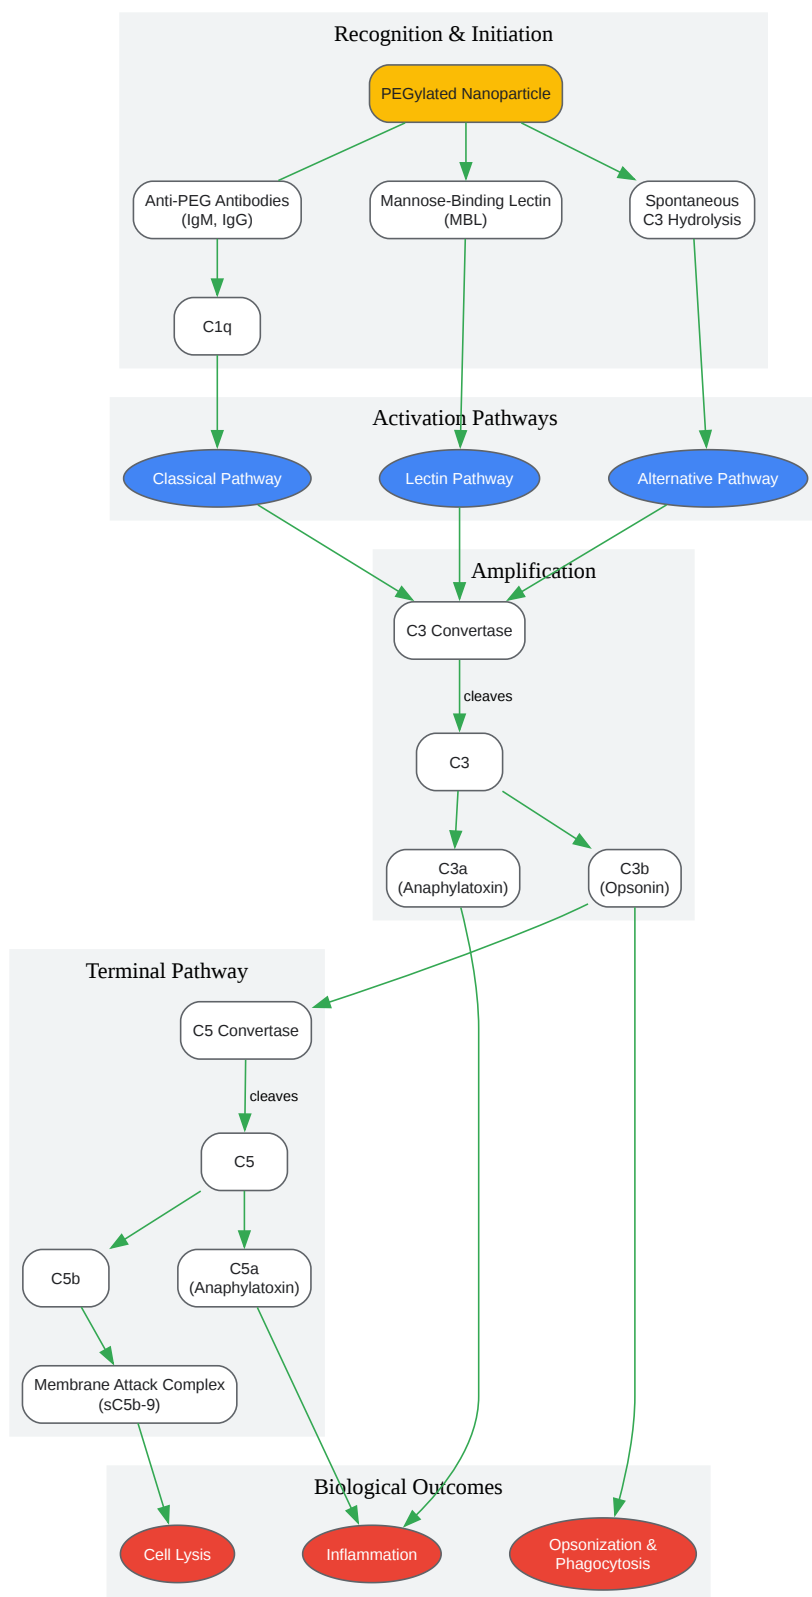 Recognition & Initiation
PEGylated Nanoparticle
Anti-PEG Antibodies
(IgM, IgG)
Mannose-Binding Lectin
(MBL)
Spontaneous
C3 Hydrolysis
C1q
Activation Pathways
Classical Pathway
Lectin Pathway
Alternative Pathway
Amplification
C3 Convertase
cleaves
C3
C3a
(Anaphylatoxin)
C3b
(Opsonin)
Terminal Pathway
C5 Convertase
cleaves
C5
C5b
C5a
(Anaphylatoxin)
Membrane Attack Complex
(sC5b-9)
Biological Outcomes
Cell Lysis
Inflammation
Opsonization &
Phagocytosis